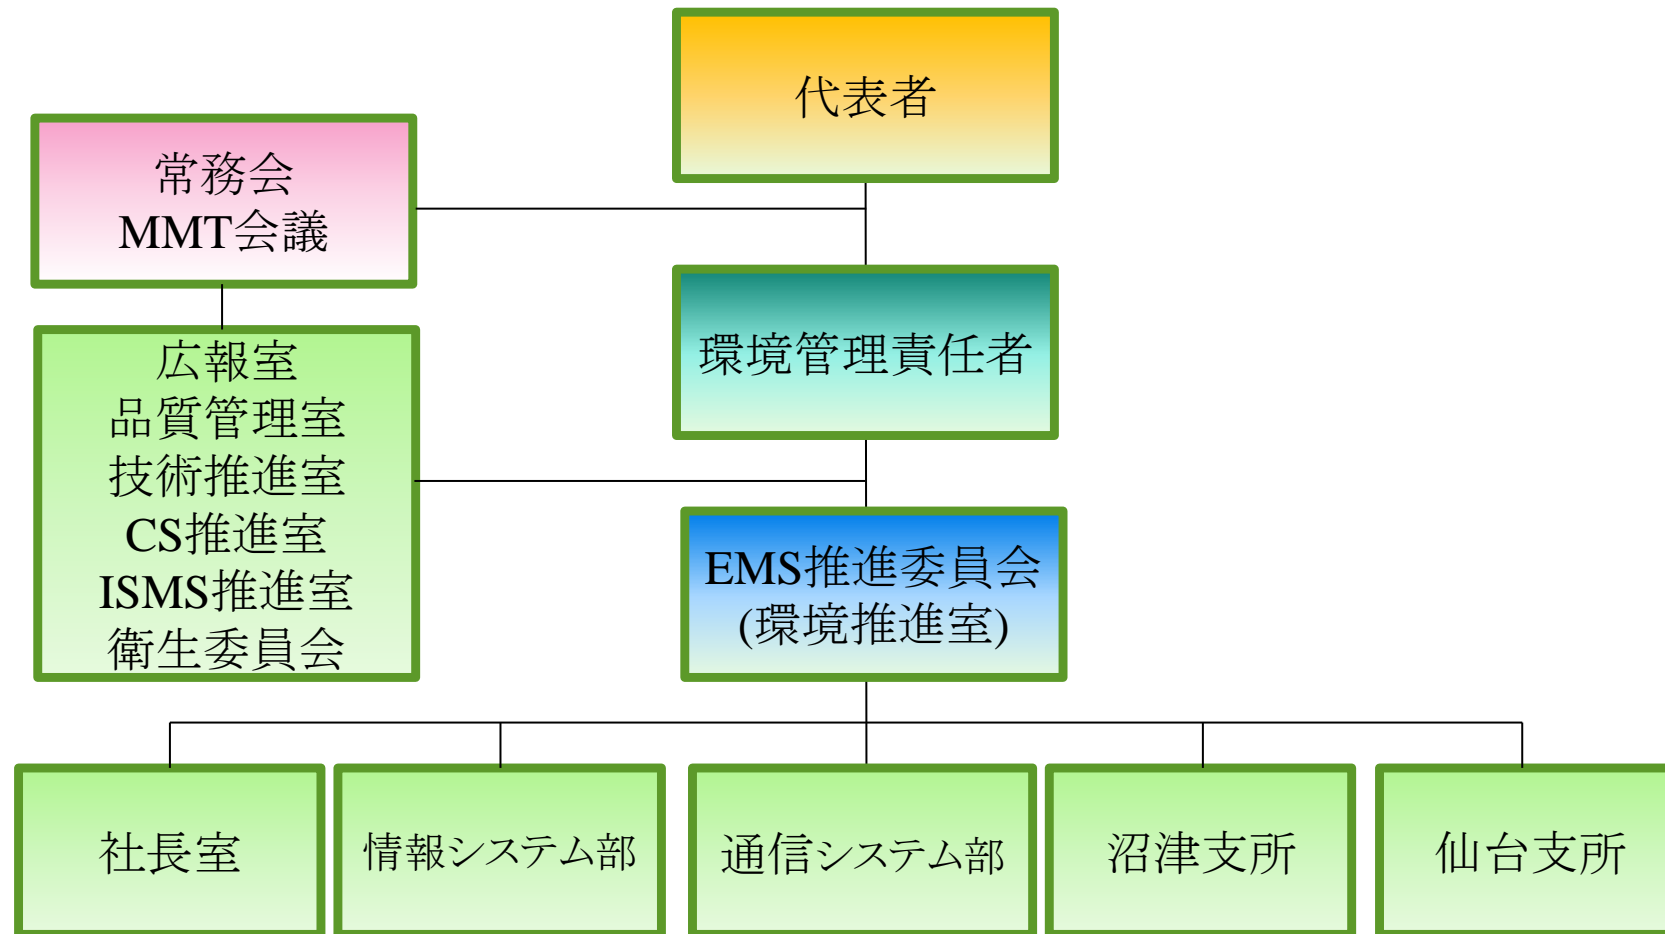 代表者
常務会
MMT会議
環境管理責任者
広報室
品質管理室
技術推進室
CS推進室
ISMS推進室
衛生委員会
EMS推進委員会
(環境推進室)
社長室
情報システム部
通信システム部
沼津支所
仙台支所